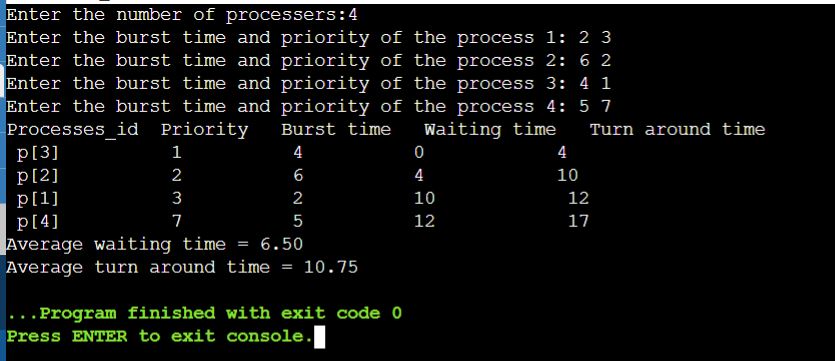 Enter the number of processers:4
Enter the burst time and priority of the process 1: 2 3
Enter the burst time and priority of the process 2: 6 2
Enter the burst time and priority of the process 3: 4 1
Enter the burst time and priority of the process 4: 5 7
Processes_id  Priority   Burst time   Waiting time   Turn around time
p[3]          1          4          0            4
p[2]          2          6          4            10
p[1]          3          2          10            12
p[4]          7          5          12            17
Average waiting time = 6.50
Average turn around time = 10.75
...Program finished with exit code 0
Press ENTER to exit console.